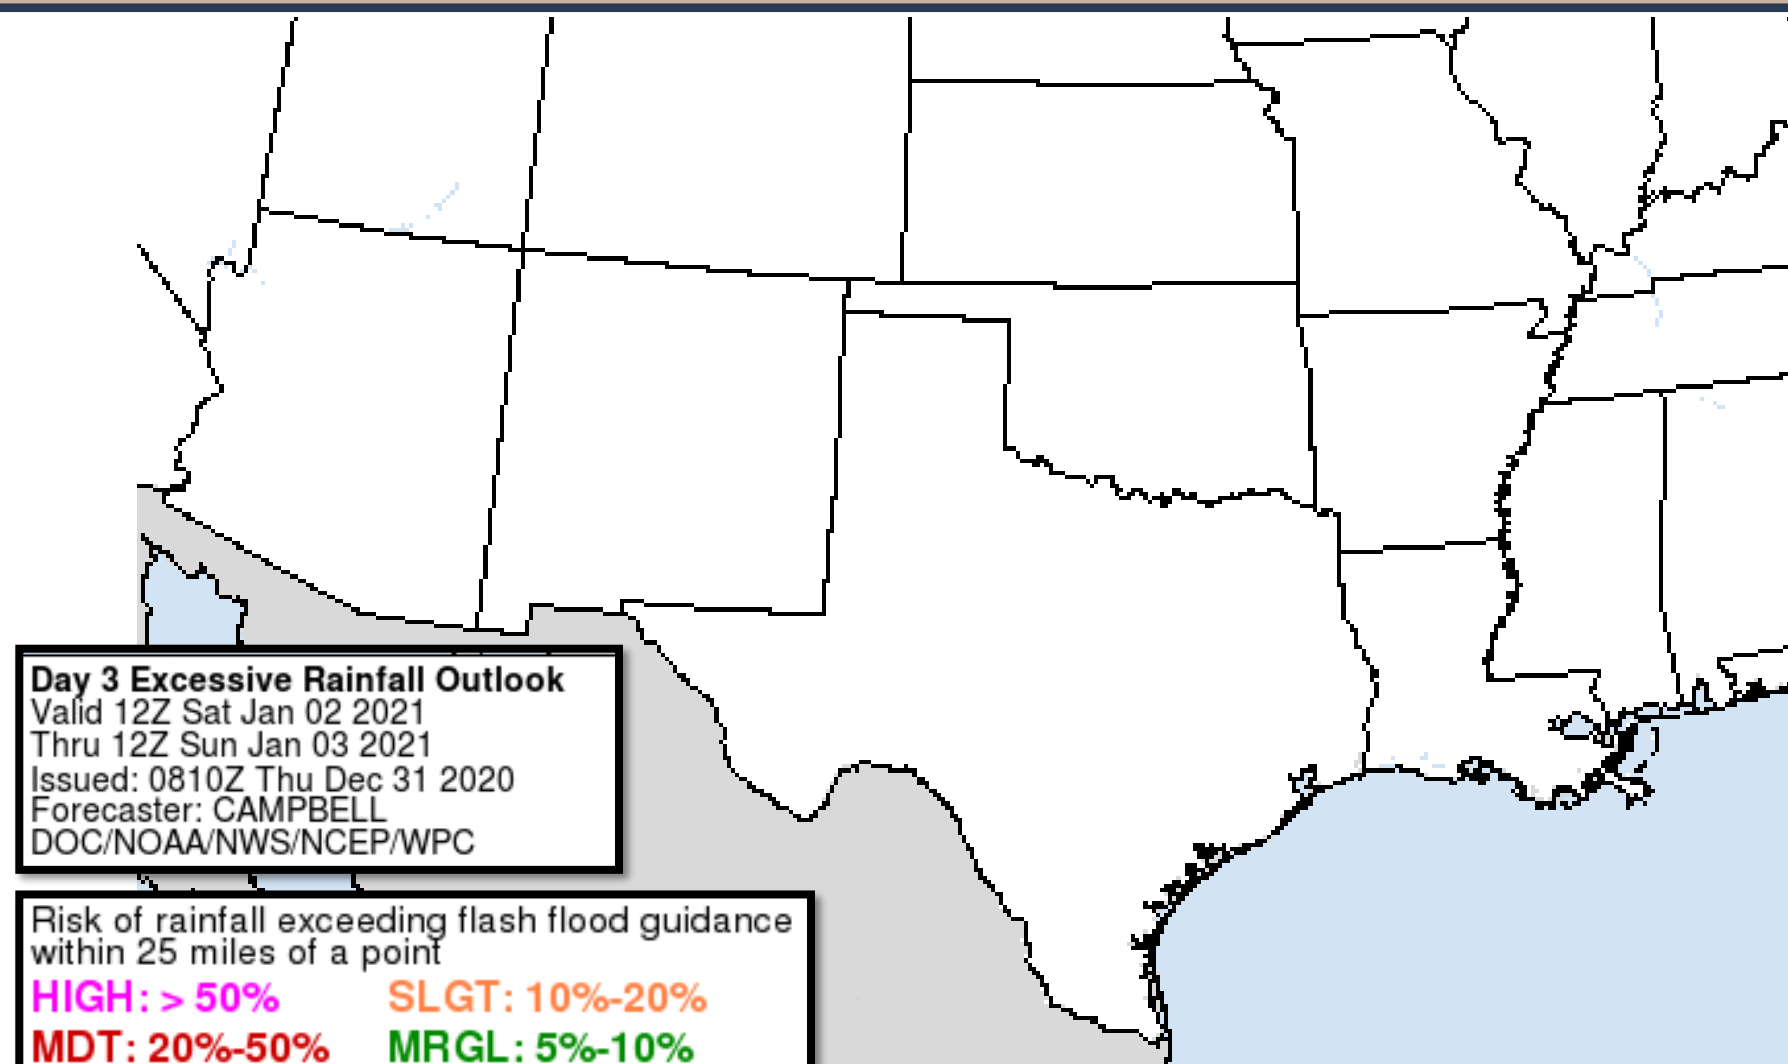 Day 3 Excessive Rainfall Outlook
Valid 12Z Sat Jan 02 2021
Thru 12Z Sun Jan 03 2021
Issued: 0810Z Thu Dec 31 2020
Forecaster: CAMPBELL
DOC/NOAA/NWS/NCEP/WPC
Risk of rainfall exceeding flash flood guidance
within 25 miles of a point
HIGH: > 50% SLGT: 10%-20%
MDT: 20%-50% MRGL: 5%-10%